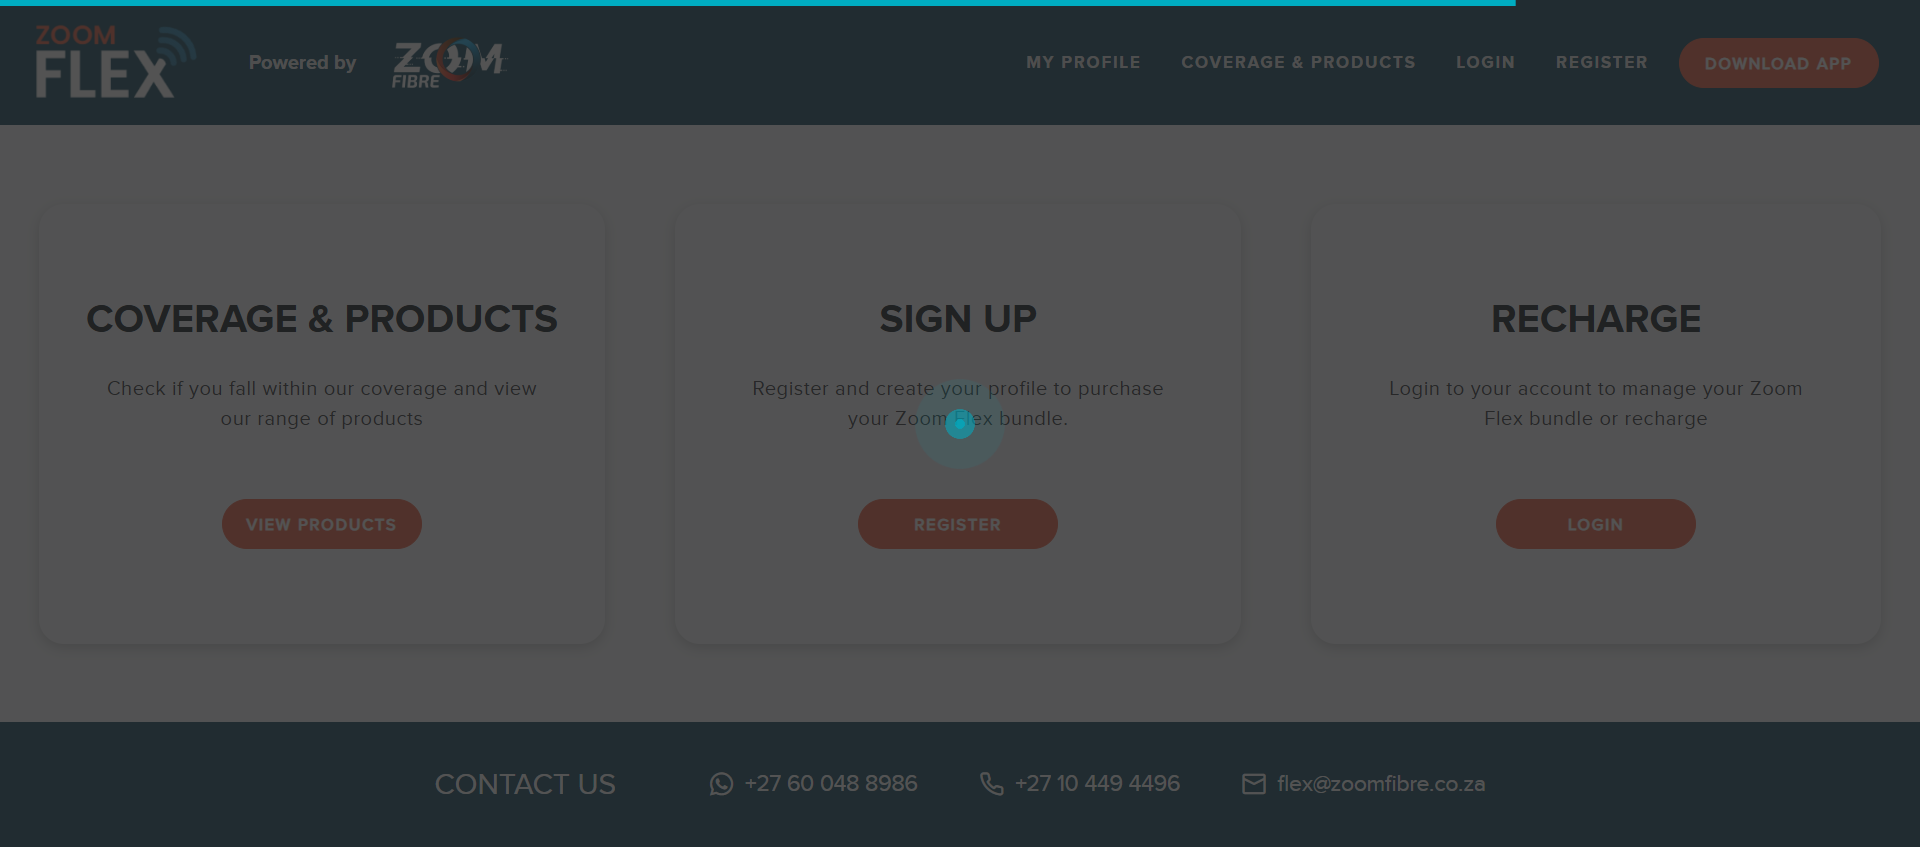 ZOOM
FLEX
Powered by
ZOOM
FIBRE
MY PROFILE
COVERAGE & PRODUCTS
LOGIN
REGISTER
DOWNLOAD APP
COVERAGE & PRODUCTS
Check if you fall within our coverage and view
our range of products
VIEW PRODUCTS
SIGN UP
Register and create your profile to purchase
your Zoom Flex bundle.
REGISTER
RECHARGE
Login to your account to manage your Zoom
Flex bundle or recharge
LOGIN
CONTACT US
+27 60 048 8986
+27 10 449 4496
flex@zoomfibre.co.za